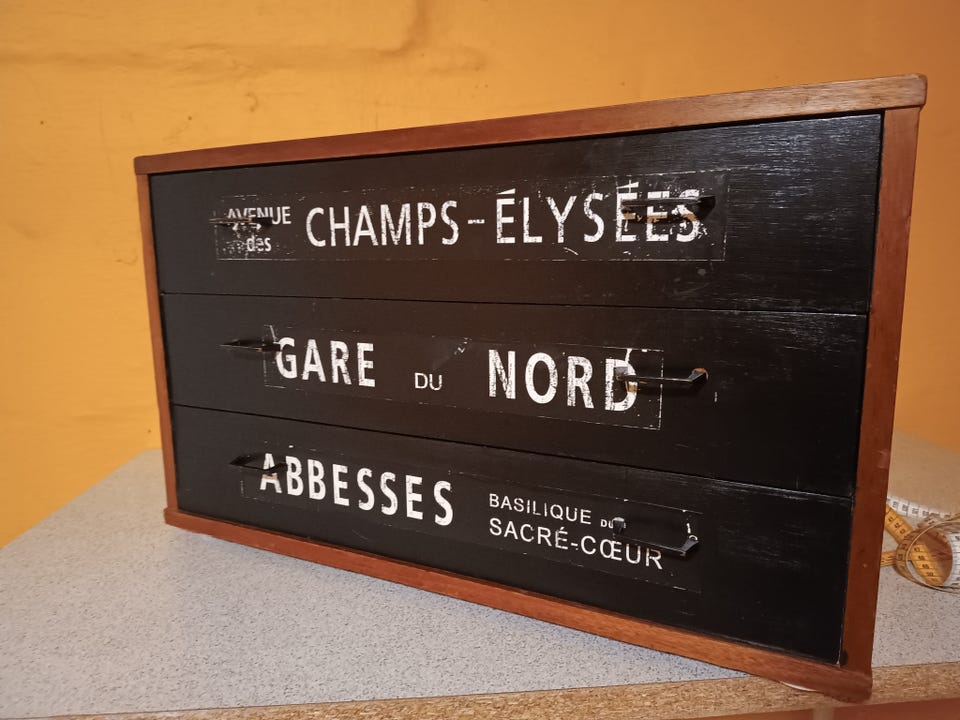 AVENUE
des
CHAMPS-ÉLYSÉES
GARE DU NORD
ABBESSES
BASILIQUE DU
SACRÉ-CŒUR